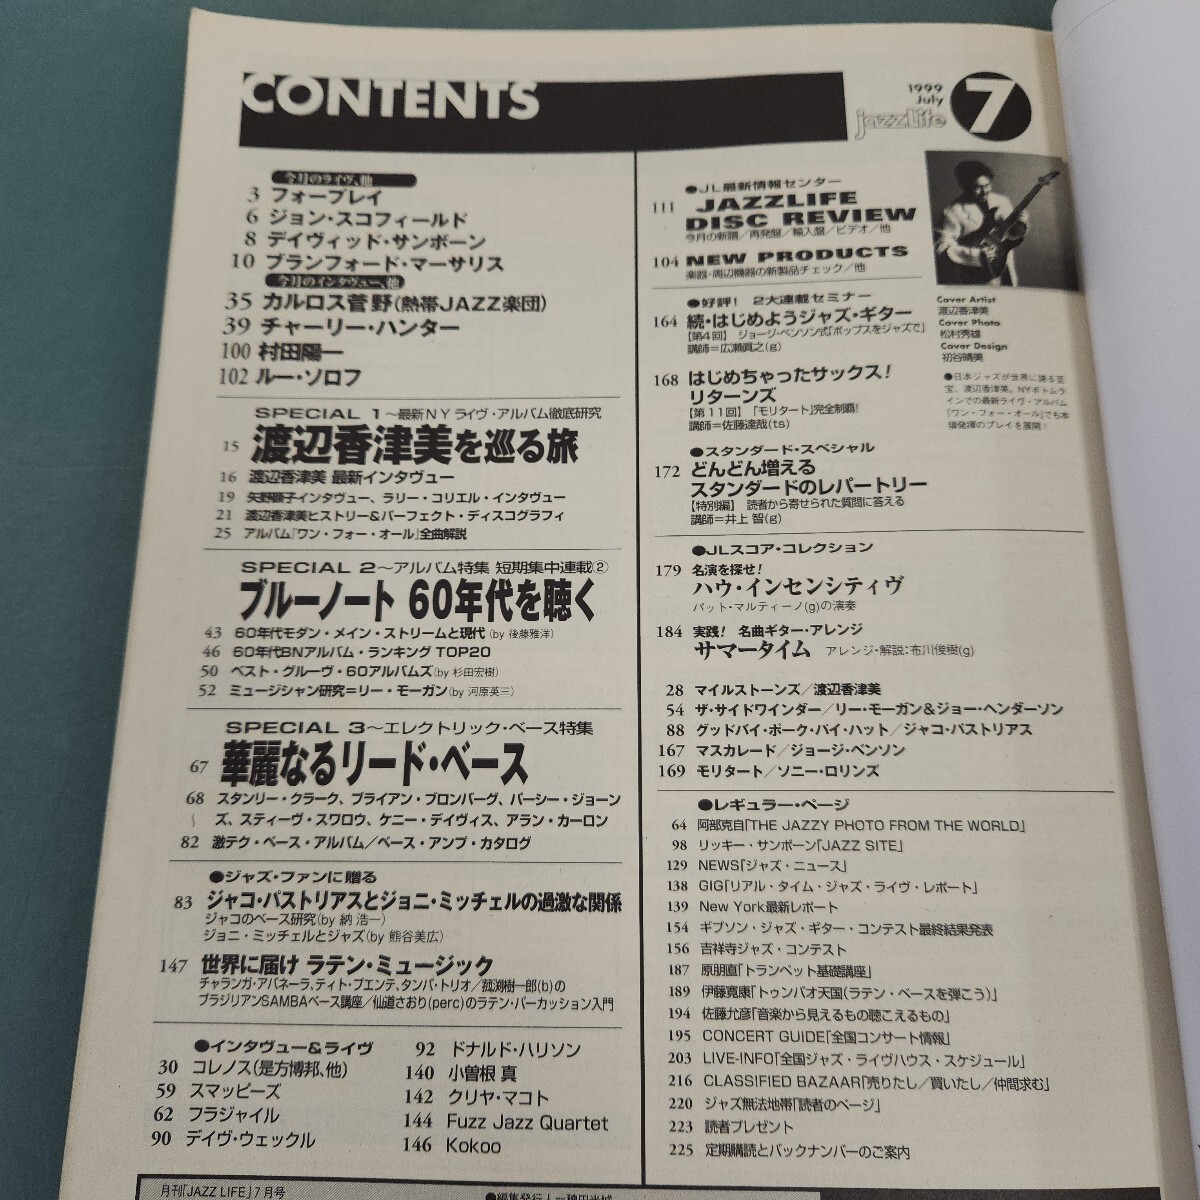 CONTENTS
1999
July
jazzLife
7
今月のライヴ、他
3 フォープレイ
6 ジョン・スコフィールド
8 デイヴィッド・サンボーン
10 ブランフォード・マーサリス
今月のインタヴュー、他
35 カルロス菅野(熱帯JAZZ楽団)
39 チャーリー・ハンター
100 村田陽一
102 ルー・ソロフ
SPECIAL 1～最新NYライヴ・アルバム徹底研究
15 渡辺香津美を巡る旅
16 渡辺香津美 最新インタヴュー
19 矢野顕子インタヴュー、ラリー・コリエル・インタヴュー
21 渡辺香津美ヒストリー&パーフェクト・ディスコグラフィ
25 アルバム『ワン・フォー・オール』全曲解説
SPECIAL 2～アルバム特集 短期集中連載②
ブルーノート 60年代を聴く
43 60年代モダン・メイン・ストリームと現代(by 後藤雅洋)
46 60年代BNアルバム・ランキング TOP20
50 ベスト・グルーヴ・60アルバムズ(by 杉田宏樹)
52 ミュージシャン研究=リー・モーガン(by 河原英三)
SPECIAL 3～エレクトリック・ベース特集
67 華麗なるリード・ベース
68 スタンリー・クラーク、ブライアン・ブロンバーグ、パーシー・ジョーン
～ ズ、スティーヴ・スワロウ、ケニー・デイヴィス、アラン・カーロン
82 激テク・ベース・アルバム／ベース・アンプ・カタログ
●ジャズ・ファンに贈る
83 ジャコ・パストリアスとジョニ・ミッチェルの過激な関係
ジャコのベース研究(by 納 浩一)
ジョニ・ミッチェルとジャズ(by 熊谷美広)
147 世界に届け ラテン・ミュージック
チャランガ・アバネーラ、ティト・プエンテ、タンバ・トリオ／菰渕樹一郎(b)の
ブラジリアンSAMBAベース講座／仙道さおり(perc)のラテン・パーカッション入門
●インタヴュー&ライヴ
30 コレノス(是方博邦、他)
59 スマッピーズ
62 フラジャイル
90 デイヴ・ウェックル
92 ドナルド・ハリソン
140 小曽根 真
142 クリヤ・マコト
144 Fuzz Jazz Quartet
146 Kokoo
●JL最新情報センター
111 JAZZLIFE
DISC REVIEW
今月の新譜／再発盤／輸入盤／ビデオ／他
104 NEW PRODUCTS
楽器・周辺機器の新製品チェック／他
●好評! 2大連載セミナー
164 続・はじめようジャズ・ギター
【第4回】 ジョージ・ベンソン式「ポップスをジャズで」
講師=広瀬眞之(g)
168 はじめちゃったサックス!
リターンズ
【第11回】 「モリタート」完全制覇!
講師=佐藤達哉(ts)
●スタンダード・スペシャル
172 どんどん増える
スタンダードのレパートリー
【特別編】 読者から寄せられた質問に答える
講師=井上 智(g)
●JLスコア・コレクション
179 名演を探せ!
ハウ・インセンシティヴ
パット・マルティーノ(g)の演奏
184 実践! 名曲ギター・アレンジ
サマータイム アレンジ・解説:布川俊樹(g)
28 マイルストーンズ／渡辺香津美
54 ザ・サイドワインダー／リー・モーガン&ジョー・ヘンダーソン
88 グッドバイ・ポーク・パイ・ハット／ジャコ・パストリアス
167 マスカレード／ジョージ・ベンソン
169 モリタート／ソニー・ロリンズ
●レギュラー・ページ
64 阿部克自「THE JAZZY PHOTO FROM THE WORLD」
98 リッキー・サンボーン「JAZZ SITE」
129 NEWS「ジャズ・ニュース」
138 GIG「リアル・タイム・ジャズ・ライヴ・レポート」
139 New York最新レポート
154 ギブソン・ジャズ・ギター・コンテスト最終結果発表
156 吉祥寺ジャズ・コンテスト
187 原朋直「トランペット基礎講座」
189 伊藤寛康「トゥンバオ天国(ラテン・ベースを弾こう)」
194 佐藤允彦「音楽から見えるもの聴こえるもの」
195 CONCERT GUIDE「全国コンサート情報」
203 LIVE-INFO「全国ジャズ・ライヴハウス・スケジュール」
216 CLASSIFIED BAZAAR「売りたし／買いたし／仲間求む」
220 ジャズ無法地帯「読者のページ」
223 読者プレゼント
225 定期購読とバックナンバーのご案内
Cover Artist
渡辺香津美
Cover Photo
松村秀雄
Cover Design
初谷晴美
●日本ジャズが世界に誇る至
宝、渡辺香津美。NYボトムラ
インでの最新ライヴ・アルバム
『ワン・フォー・オール』でも本
領発揮のプレイを展開!
月刊「JAZZ LIFE」7月号
●編集発行人